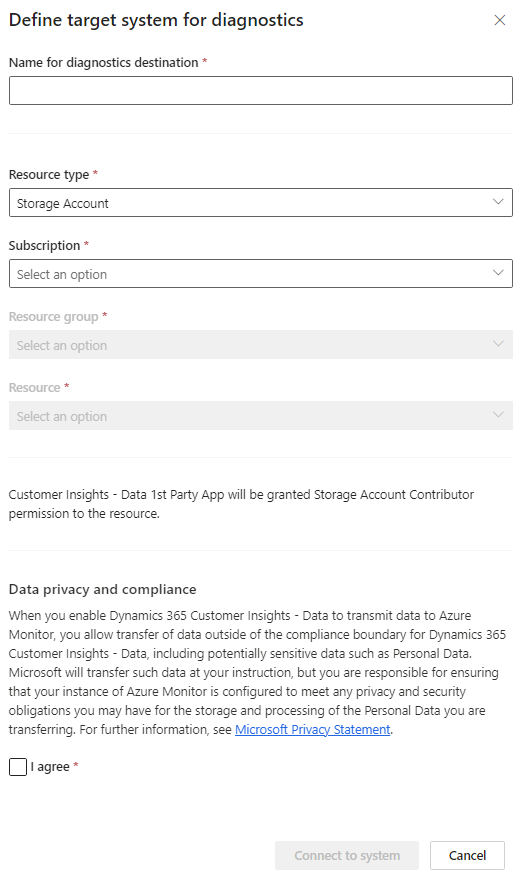 Define target system for diagnostics
Name for diagnostics destination *
Resource type *
Storage Account
Subscription *
Select an option
Resource group *
Select an option
Resource *
Select an option
Customer Insights - Data 1st Party App will be granted Storage Account Contributor
permission to the resource.
Data privacy and compliance
When you enable Dynamics 365 Customer Insights - Data to transmit data to Azure
Monitor, you allow transfer of data outside of the compliance boundary for Dynamics 365
Customer Insights - Data, including potentially sensitive data such as Personal Data.
Microsoft will transfer such data at your instruction, but you are responsible for ensuring
that your instance of Azure Monitor is configured to meet any privacy and security
obligations you may have for the storage and processing of the Personal Data you are
transferring. For further information, see Microsoft Privacy Statement.
I agree *
Connect to system
Cancel